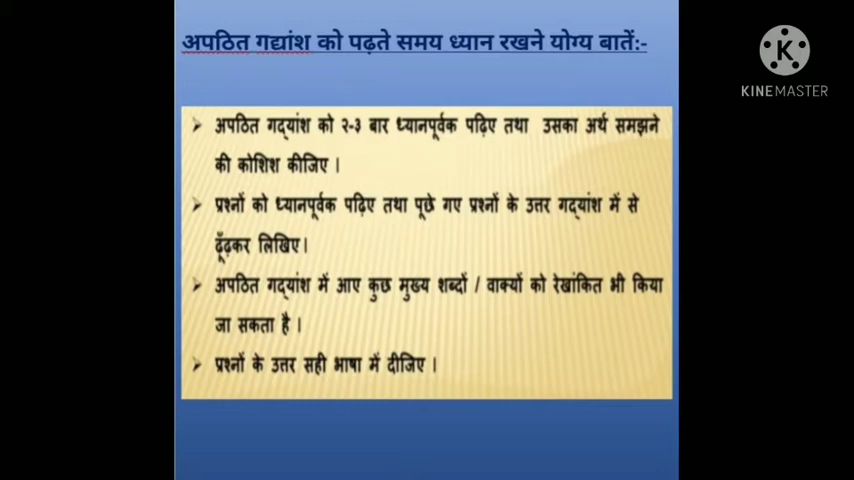 अपठित गद्यांश को पढ़ते समय ध्यान रखने योग्य बातें:-
KINEMASTER
➢ अपठित गद्यांश को २-३ बार ध्यानपूर्वक पढ़िए तथा उसका अर्थ समझने
की कोशिश कीजिए ।
➢ प्रश्नों को ध्यानपूर्वक पढ़िए तथा पूछे गए प्रश्नों के उत्तर गद्यांश में से
ढूँढ़कर लिखिए।
➢ अपठित गद्यांश में आए कुछ मुख्य शब्दों / वाक्यों को रेखांकित भी किया
जा सकता है ।
➢ प्रश्नों के उत्तर सही भाषा में दीजिए ।